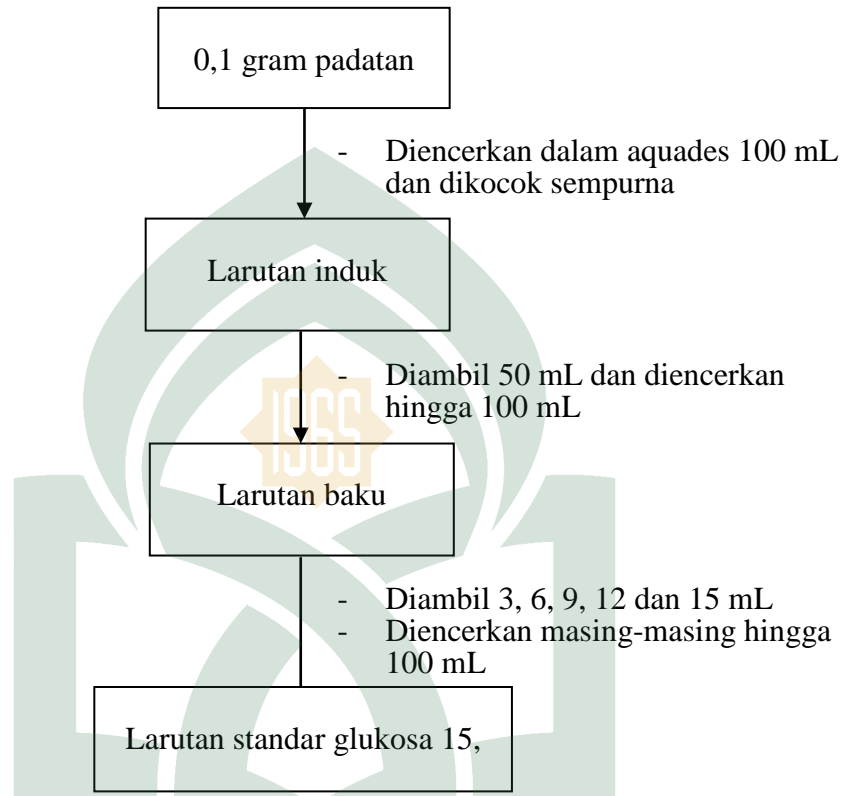 0,1 gram padatan
- Diencerkan dalam aquades 100 mL
dan dikocok sempurna
Larutan induk
- Diambil 50 mL dan diencerkan
hingga 100 mL
1965
Larutan baku
- Diambil 3, 6, 9, 12 dan 15 mL
- Diencerkan masing-masing hingga
100 mL
Larutan standar glukosa 15,